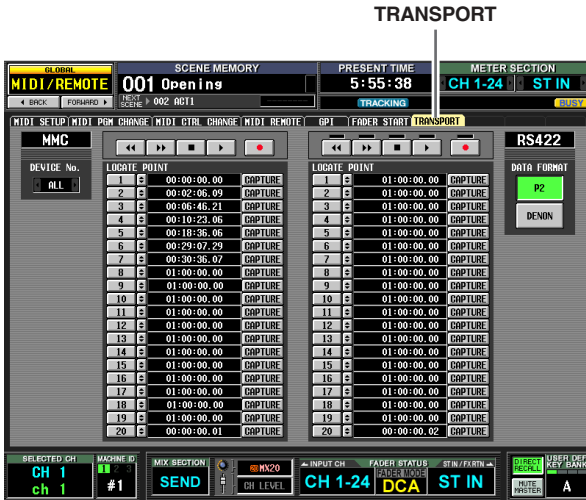 TRANSPORT
GLOBAL
MIDI/REMOTE
BACK
FORWARD
SCENE MEMORY
001 Opening
NEXT SCENE 002 ACT1
PRESENT TIME
5:55:38
TRACKING
METER SECTION
CH 1-24
ST IN
BUSY
MIDI SETUP MIDI PGM CHANGE MIDI CTRL CHANGE MIDI REMOTE GPI FADER START TRANSPORT
MMC
DEVICE No.
ALL
LOCATE POINT
1 00:00:00.00 CAPTURE
2 00:02:06.09 CAPTURE
3 00:06:46.21 CAPTURE
4 00:10:23.06 CAPTURE
5 00:18:36.06 CAPTURE
6 00:29:07.29 CAPTURE
7 00:30:36.07 CAPTURE
8 01:00:00.00 CAPTURE
9 01:00:00.00 CAPTURE
10 01:00:00.00 CAPTURE
11 01:00:00.00 CAPTURE
12 01:00:00.00 CAPTURE
13 01:00:00.00 CAPTURE
14 01:00:00.00 CAPTURE
15 01:00:00.00 CAPTURE
16 01:00:00.00 CAPTURE
17 01:00:00.00 CAPTURE
18 01:00:00.00 CAPTURE
19 01:00:00.00 CAPTURE
20 00:00:00.01 CAPTURE
LOCATE POINT
1 01:00:00.00 CAPTURE
2 01:00:00.00 CAPTURE
3 01:00:00.00 CAPTURE
4 01:00:00.00 CAPTURE
5 01:00:00.00 CAPTURE
6 01:00:00.00 CAPTURE
7 01:00:00.00 CAPTURE
8 01:00:00.00 CAPTURE
9 01:00:00.00 CAPTURE
10 01:00:00.00 CAPTURE
11 01:00:00.00 CAPTURE
12 01:00:00.00 CAPTURE
13 01:00:00.00 CAPTURE
14 01:00:00.00 CAPTURE
15 01:00:00.00 CAPTURE
16 01:00:00.00 CAPTURE
17 01:00:00.00 CAPTURE
18 01:00:00.00 CAPTURE
19 01:00:00.00 CAPTURE
20 00:00:00.02 CAPTURE
RS422
DATA FORMAT
P2
DENON
SELECTED CH
CH 1
ch 1
MACHINE ID
1 2 3
#1
MIX SECTION
SEND
MIX20
CH LEVEL
INPUT CH FADER STATUS ST IN/FXRTN
CH 1-24
FADER MODE
DCA
ST IN
DIRECT RECALL
MUTE MASTER
USER DEF
KEY BANK
A